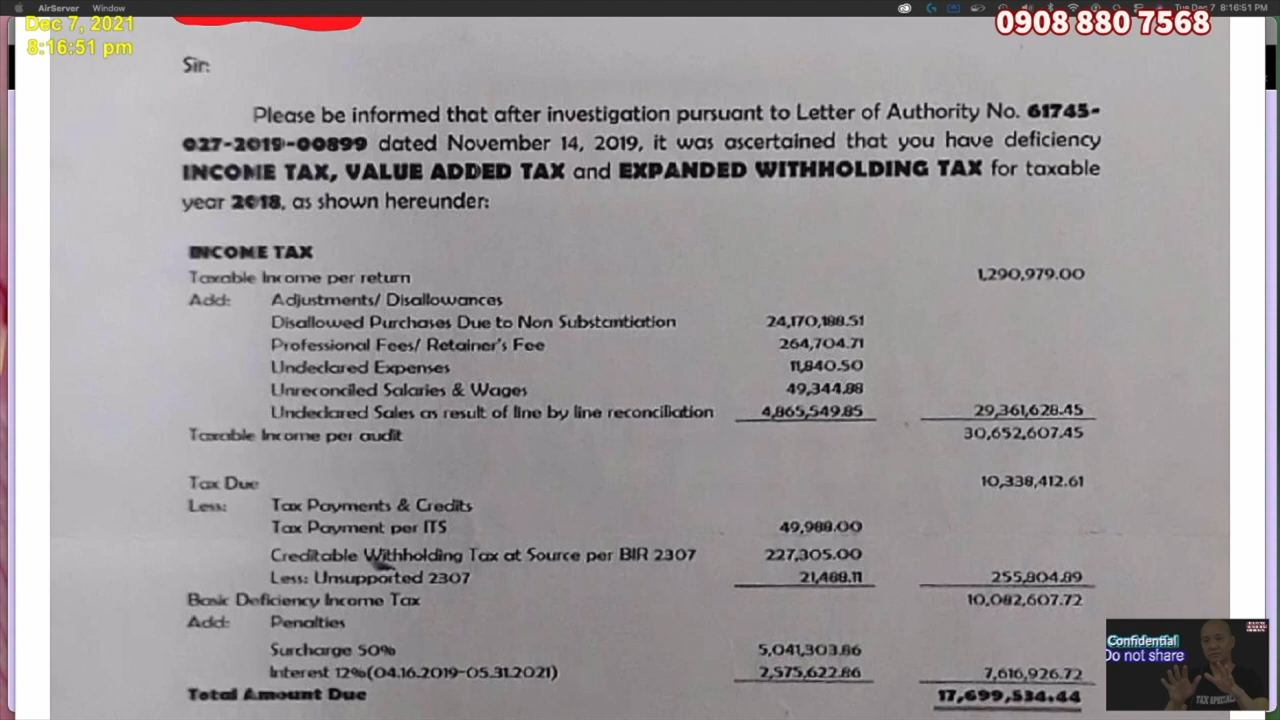 AirServer Window
Tue Dec 7 8:16:51 PM
Dec 7, 2021
8:16:51 pm
0908 880 7568
Sir:
Please be informed that after investigation pursuant to Letter of Authority No. 61745-
027-2019-00899 dated November 14, 2019, it was ascertained that you have deficiency
INCOME TAX, VALUE ADDED TAX and EXPANDED WITHHOLDING TAX for taxable
year 2018, as shown hereunder:
INCOME TAX
Taxable Income per return 1,290,979.00
Add: Adjustments/ Disallowances
Disallowed Purchases Due to Non Substantiation 24,170,188.51
Professional Fees/ Retainer's Fee 264,704.71
Undeclared Expenses 11,840.50
Unreconciled Salaries & Wages 49,344.88
Undeclared Sales as result of line by line reconciliation 4,865,549.85 29,361,628.45
Taxable Income per audit 30,652,607.45
Tax Due 10,338,412.61
Less: Tax Payments & Credits
Tax Payment per ITS 49,988.00
Creditable Withholding Tax at Source per BIR 2307 227,305.00
Less: Unsupported 2307 21,488.11 255,804.89
Basic Deficiency Income Tax 10,082,607.72
Add: Penalties
Surcharge 50% 5,041,303.86
Interest 12%(04.16.2019-05.31.2021) 2,575,622.86 7,616,926.72
Total Amount Due 17,699,534.44
Confidential
Do not share